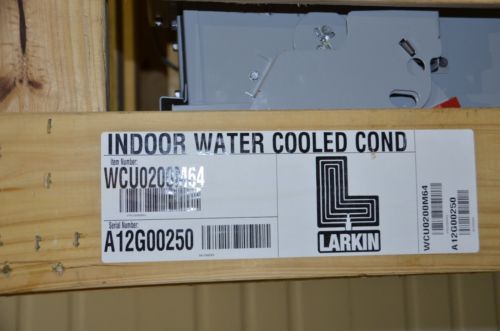 INDOOR WATER COOLED COND
Item Number:
WCU0200M64
Serial Number:
A12G00250
LARKIN
WCU0200M64
A12G00250